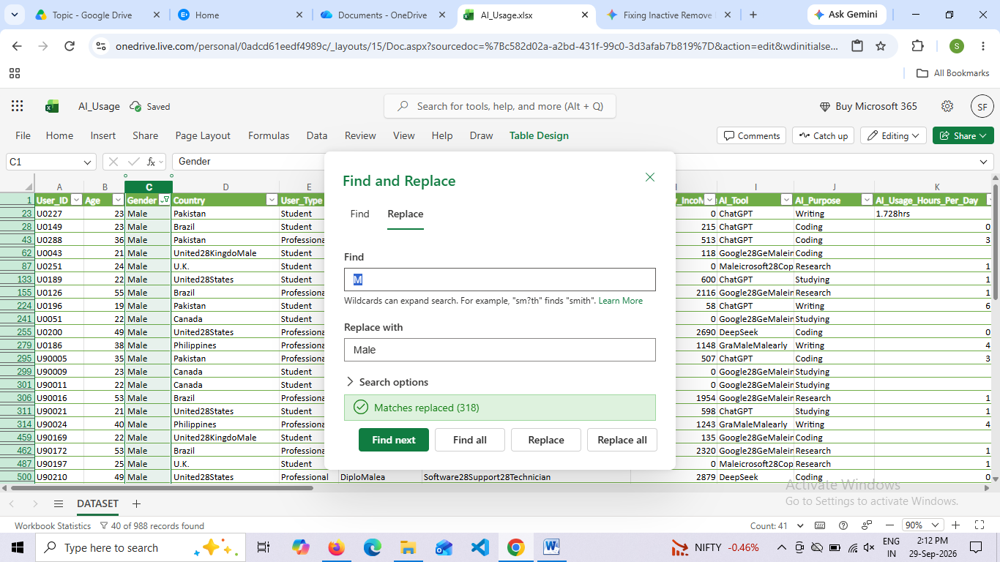 Topic - Google Drive
Home
Documents - OneDrive
AI_Usage.xlsx
Fixing Inactive Remove
Ask Gemini
onedrive.live.com/personal/0adcd61eedf4989c/_layouts/15/Doc.aspx?sourcedoc=%7Bc582d02a-a2bd-431f-99c0-3d3afab7b819%7D&action=edit&wdinitialse...
S
All Bookmarks
AI_Usage Saved
Search for tools, help, and more (Alt + Q)
Buy Microsoft 365
SF
File Home Insert Share Page Layout Formulas Data Review View Help Draw Table Design
Comments Catch up Editing Share
C1 fx Gender
A B C D E I J K
1 User_ID Age Gender Country User_Type AI_Tool AI_Purpose AI_Usage_Hours_Per_Day
23 U0227 23 Male Pakistan Student 0 ChatGPT Writing 1.728hrs
28 U0149 23 Male Brazil Student 215 ChatGPT Coding 0
43 U0288 36 Male Pakistan Professiona 513 ChatGPT Coding 3
62 U0043 21 Male United28KingdoMale Student 118 Google28GeMalein Coding
87 U0251 24 Male U.K. Student 0 Maleicrosoft28Cop Research 1
133 U0189 22 Male United28States Student 600 ChatGPT Studying 1
155 U0126 55 Male Brazil Professiona 2116 Google28GeMalein Research 1
224 U0196 19 Male Pakistan Student 58 ChatGPT Writing 6
241 U0051 22 Male Canada Student 0 Google28GeMalein Studying
255 U0200 49 Male United28States Professiona 2690 DeepSeek Coding 0
279 U0186 38 Male Philippines Professiona 1148 GraMaleMalearly Writing 4
295 U90005 35 Male Pakistan Professiona 507 ChatGPT Coding 3
299 U90009 23 Male Canada Student 0 Google28GeMalein Studying
301 U90011 22 Male Canada Student 0 Google28GeMalein Studying
306 U90016 53 Male Brazil Professiona 1954 Google28GeMalein Research 1
311 U90021 21 Male United28States Student 598 ChatGPT Studying 1
314 U90024 40 Male Philippines Professiona 1243 GraMaleMalearly Writing 4
459 U90169 22 Male United28KingdoMale Student 135 Google28GeMalein Coding
462 U90172 53 Male Brazil Professiona 2320 Google28GeMalein Research 1
487 U90197 25 Male U.K. Student 0 Maleicrosoft28Cop Research 1
500 U90210 49 Male United28States Professional DiploMalea Software28Support28Technician 2879 DeepSeek Coding 0
Find and Replace
Find Replace
Find
M
Wildcards can expand search. For example, "sm?th" finds "smith". Learn More
Replace with
Male
Search options
Matches replaced (318)
Find next Find all Replace Replace all
Activate Windows
Go to Settings to activate Windows.
DATASET
Workbook Statistics 40 of 988 records found Count: 41 90%
Type here to search
NIFTY -0.46%
ENG
IN
2:12 PM
29-Sep-2026